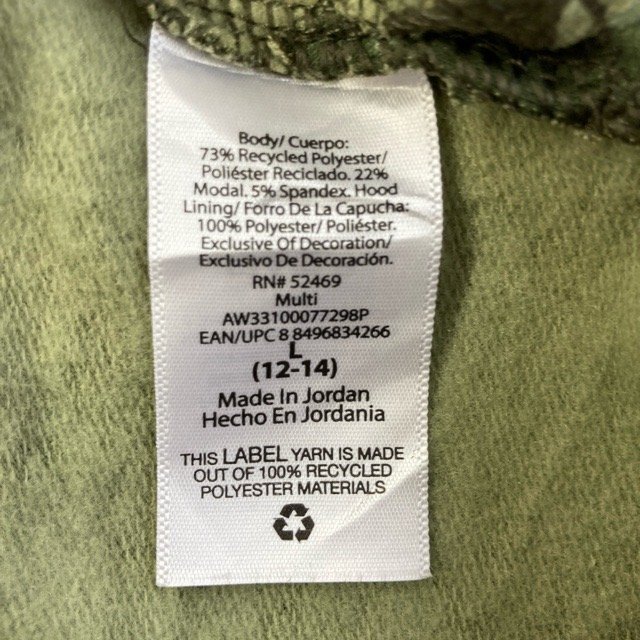 Body/ Cuerpo:
73% Recycled Polyester/
Poliéster Reciclado. 22%
Modal. 5% Spandex. Hood
Lining/ Forro De La Capucha:
100% Polyester/ Poliéster.
Exclusive Of Decoration/
Exclusivo De Decoración.
RN# 52469
Multi
AW33100077298P
EAN/UPC 8 8496834266
L
(12-14)
Made In Jordan
Hecho En Jordania
THIS LABEL YARN IS MADE
OUT OF 100% RECYCLED
POLYESTER MATERIALS